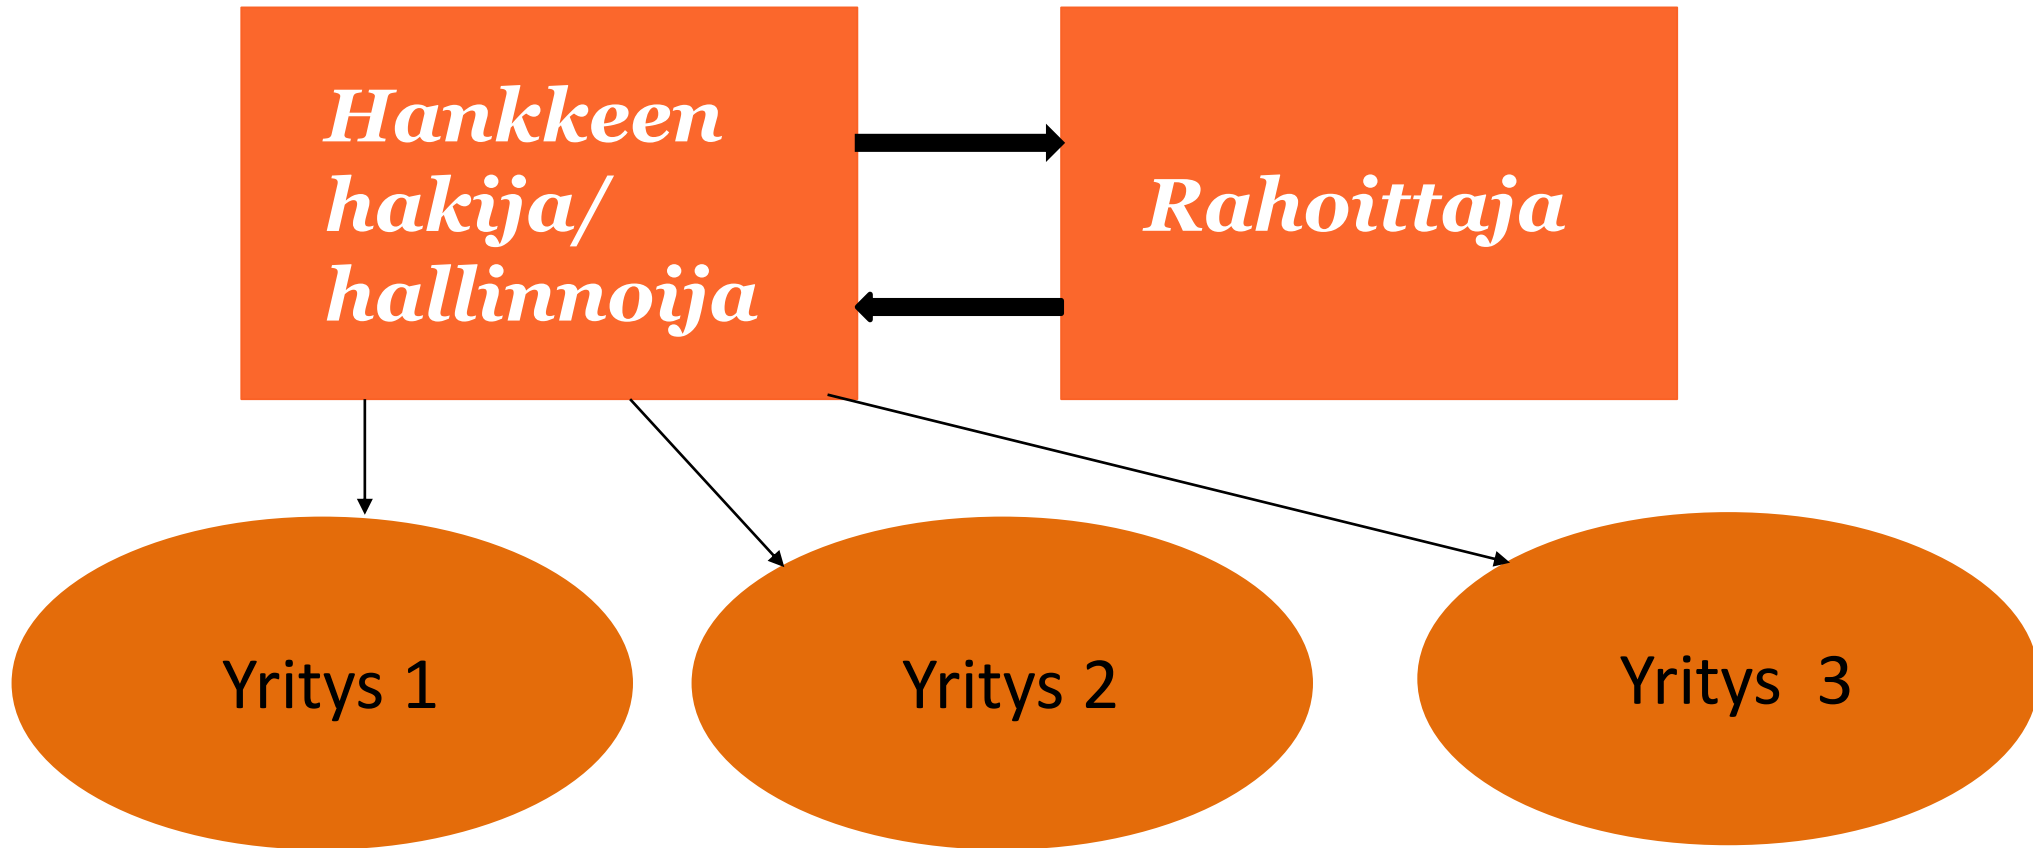 Hankkeen
hakija/
hallinnoija
Rahoittaja
Yritys 1
Yritys 2
Yritys  3